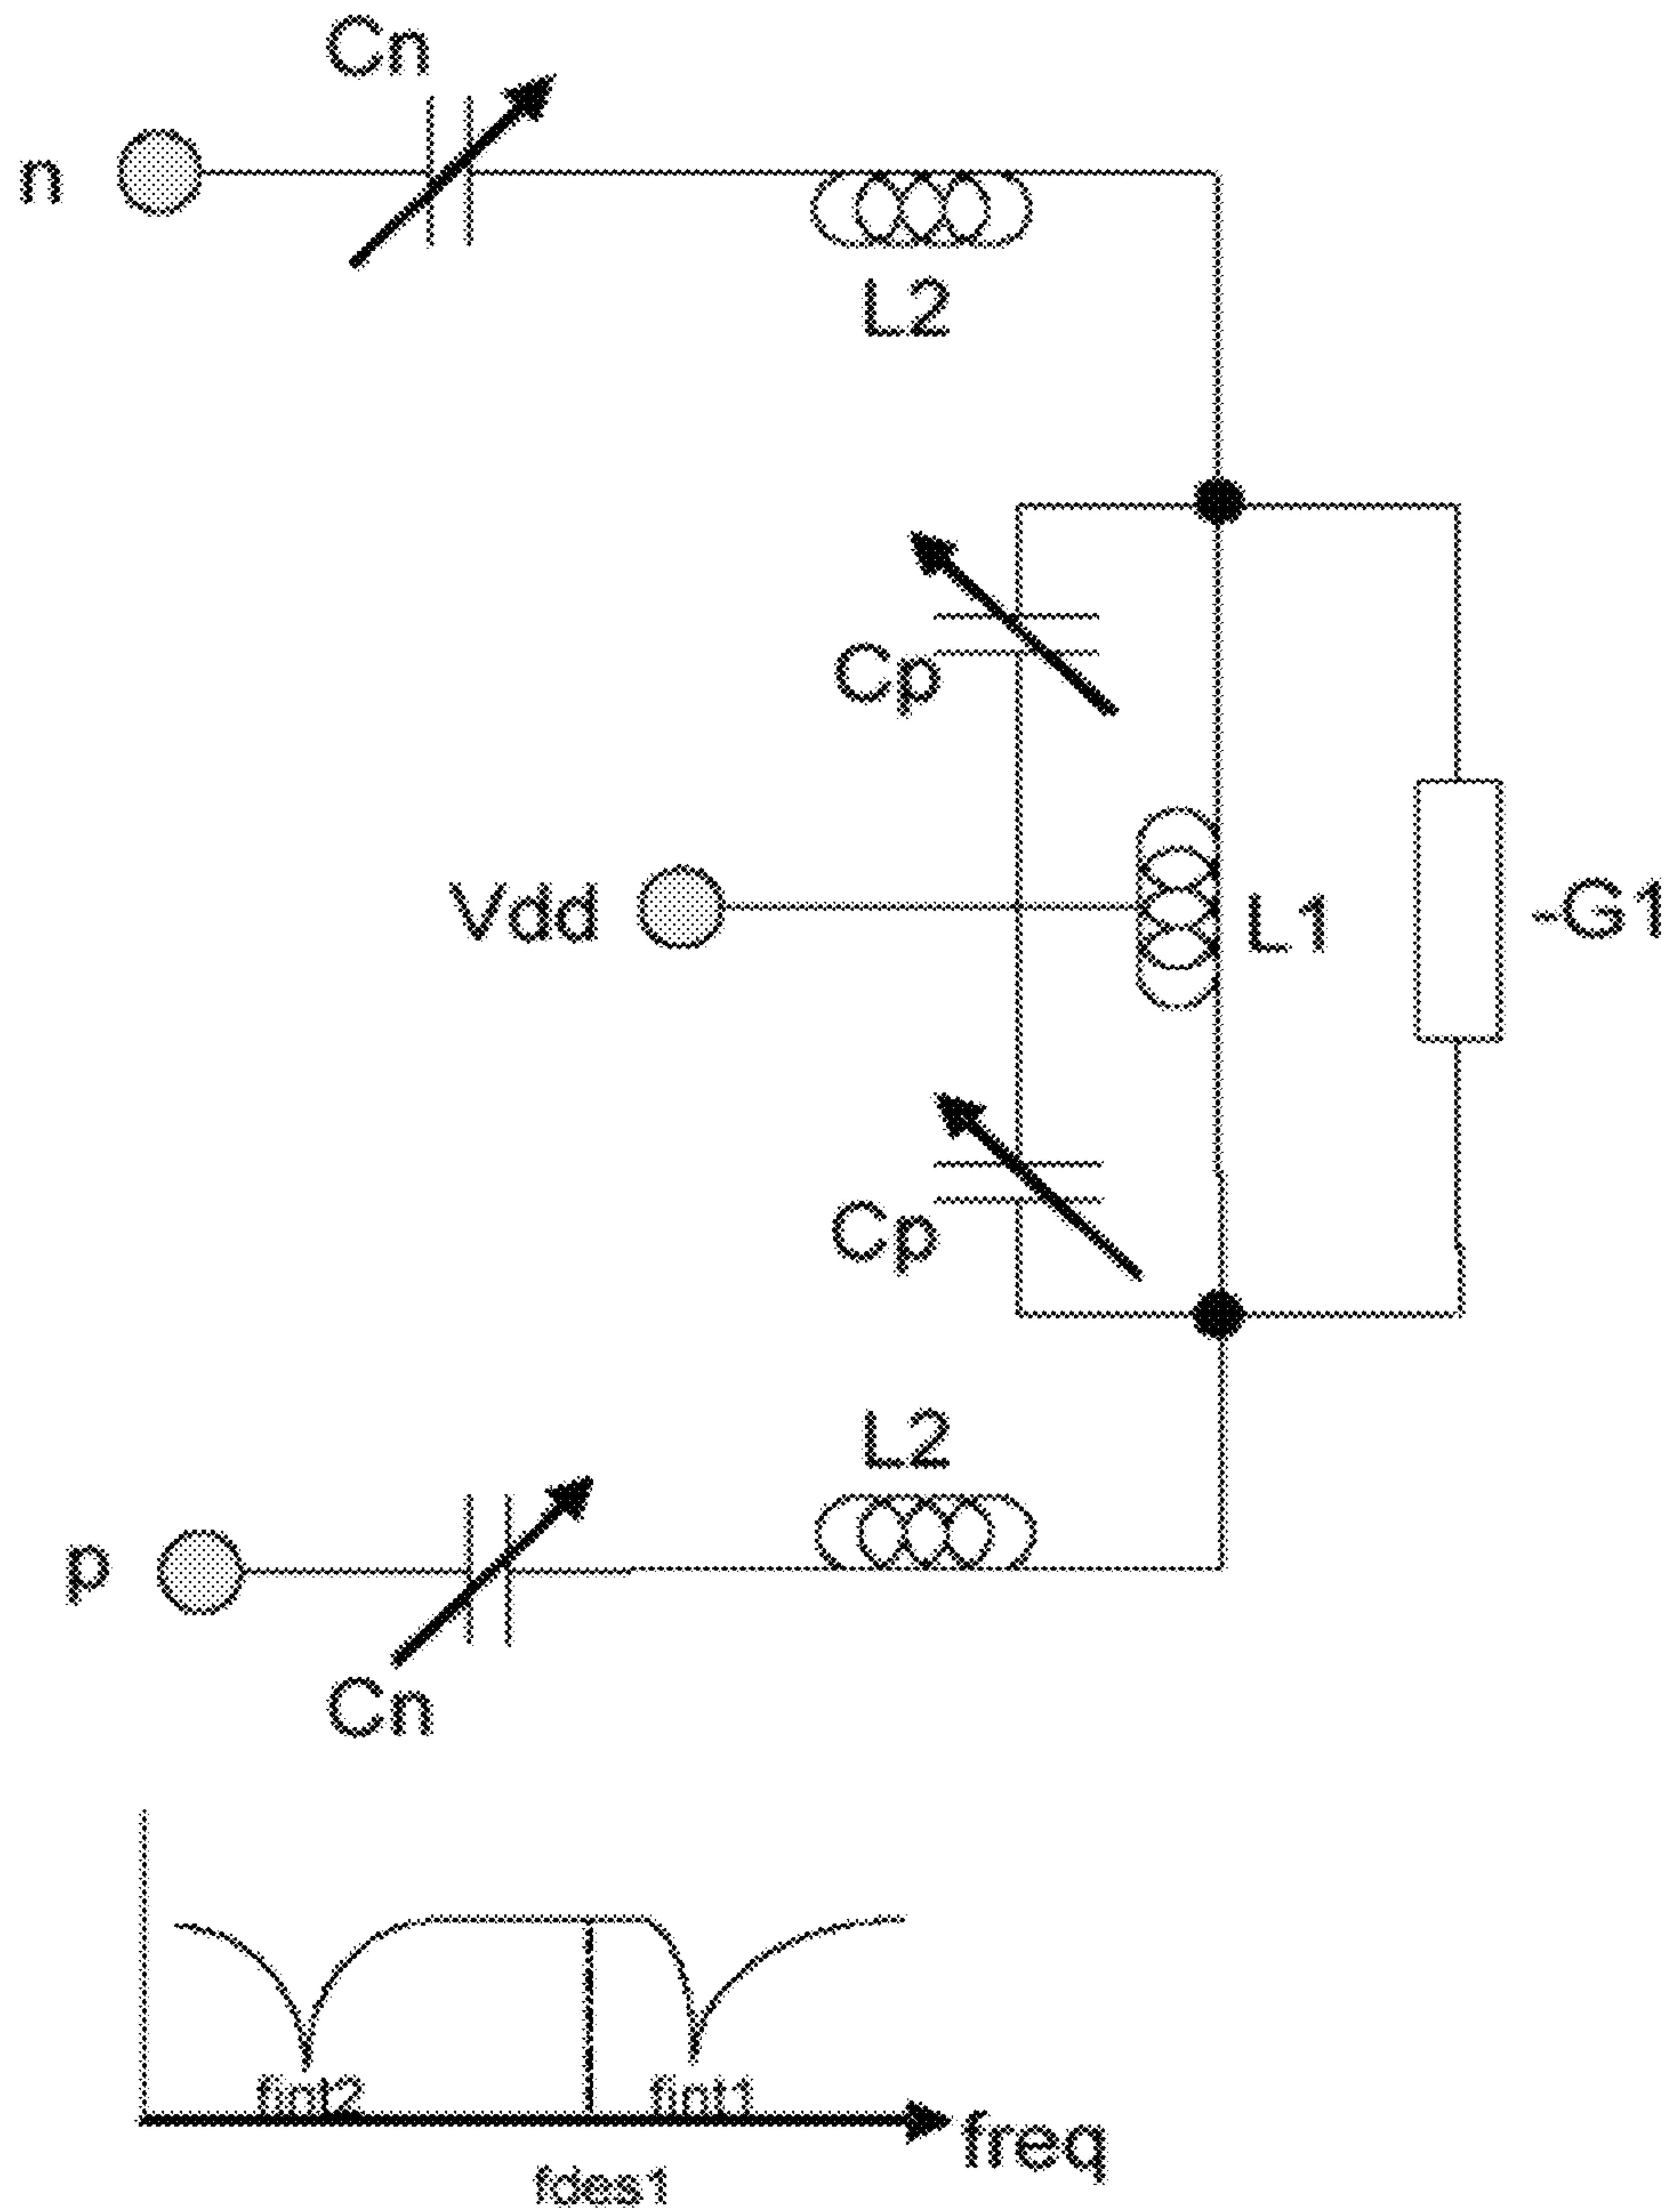 Cn
n
L2
Cp
Vdd
L1
-G1
Cp
L2
p
Cn
fint2
fint1
freq
fdes1